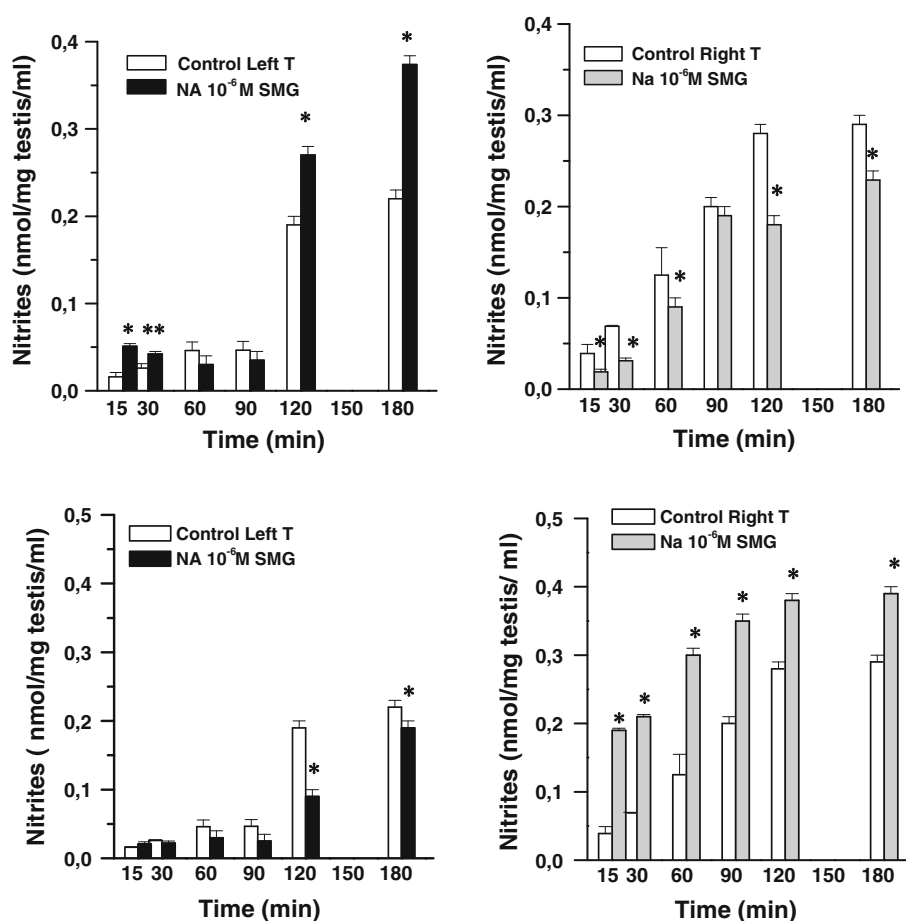 Control Left T
NA 10⁻⁶M SMG
Nitrites (nmol/mg testis/ml)
0,4
0,3
0,2
0,1
0,0
*
**
*
*
15 30 60 90 120 150 180
Time (min)
Control Right T
Na 10⁻⁶M SMG
Nitrites (nmol/mg testis/ml)
0,4
0,3
0,2
0,1
0,0
*
*
*
*
*
15 30 60 90 120 150 180
Time (min)
Control Left T
NA 10⁻⁶M SMG
Nitrites ( nmol/mg testis/ml)
0,5
0,4
0,3
0,2
0,1
0,0
*
*
15 30 60 90 120 150 180
Time (min)
Control Right T
Na 10⁻⁶M SMG
Nitrites (nmol/mg testis/ ml)
0,5
0,4
0,3
0,2
0,1
0,0
*
*
*
*
*
*
15 30 60 90 120 150 180
Time (min)